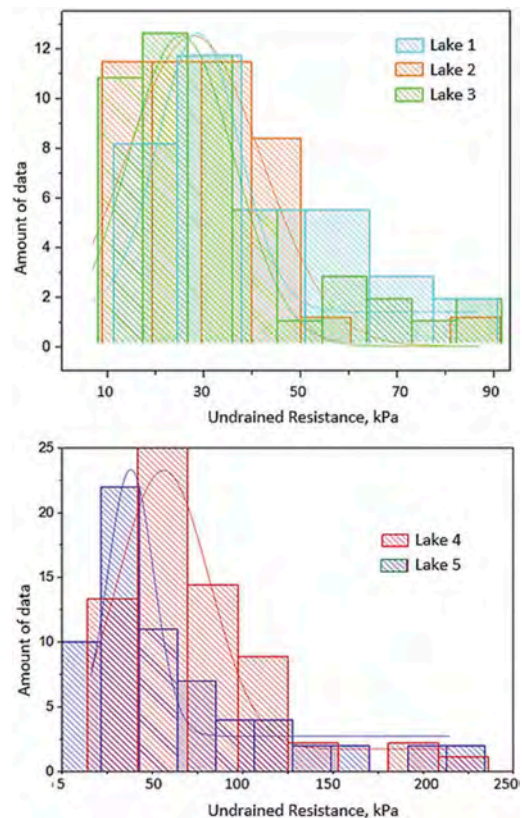 12
10
8
6
4
2
0
Amount of data
Lake 1
Lake 2
Lake 3
10 30 50 70 90
Undrained Resistance, kPa
25
20
15
10
5
0
Amount of data
Lake 4
Lake 5
-5 50 100 150 200 250
Undrained Resistance, kPa